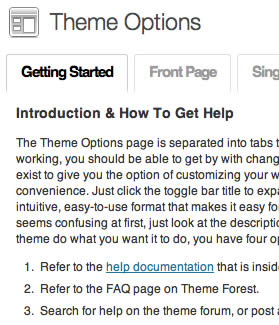 Theme Options
Getting Started Front Page Sing
Introduction & How To Get Help
The Theme Options page is separated into tabs t
working, you should be able to get by with chang
exist to give you the option of customizing your w
convenience. Just click the toggle bar title to expa
intuitive, easy-to-use format that makes it easy fo
seems confusing at first, just look at the descripti
theme do what you want it to do, you have four op
1. Refer to the help documentation that is insid
2. Refer to the FAQ page on Theme Forest.
3. Search for help on the theme forum, or post a